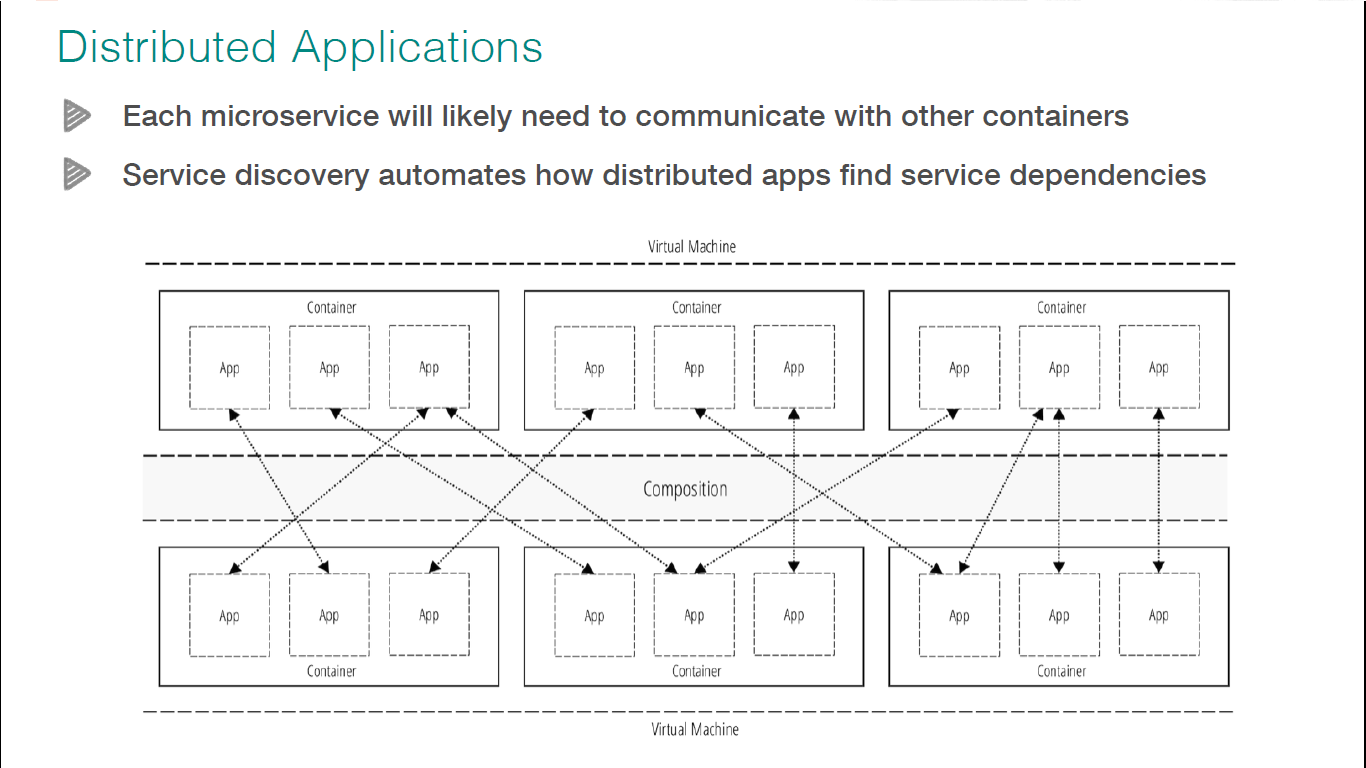 Distributed Applications
Each microservice will likely need to communicate with other containers
Service discovery automates how distributed apps find service dependencies
Virtual Machine
Container
App
App
App
Container
App
App
App
Container
App
App
App
Composition
App
App
App
Container
App
App
App
Container
App
App
App
Container
Virtual Machine